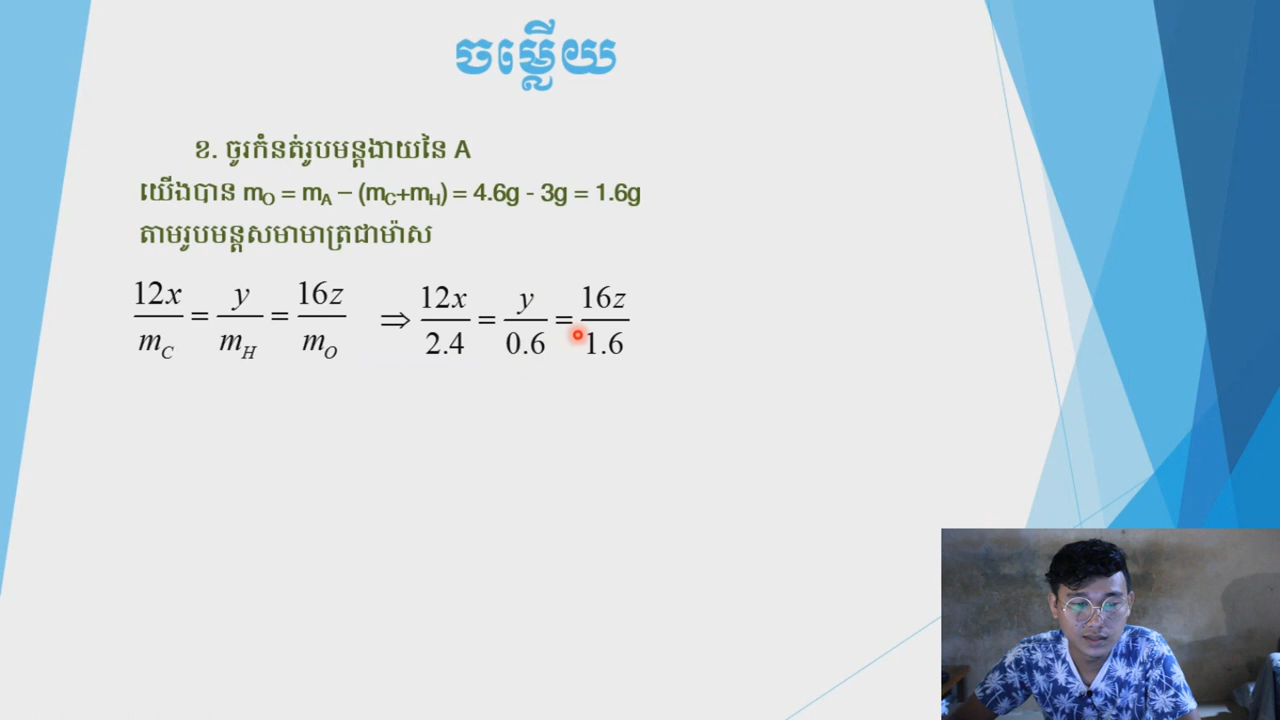 ចម្លើយ
ខ. ចូរកំនត់រូបមន្តងាយនៃ A
យើងបាន mO = mA – (mC+mH) = 4.6g - 3g = 1.6g
តាមរូបមន្តសមាមាត្រជាម៉ាស
12x/mC = y/mH = 16z/mO ⇒ 12x/2.4 = y/0.6 = 16z/1.6